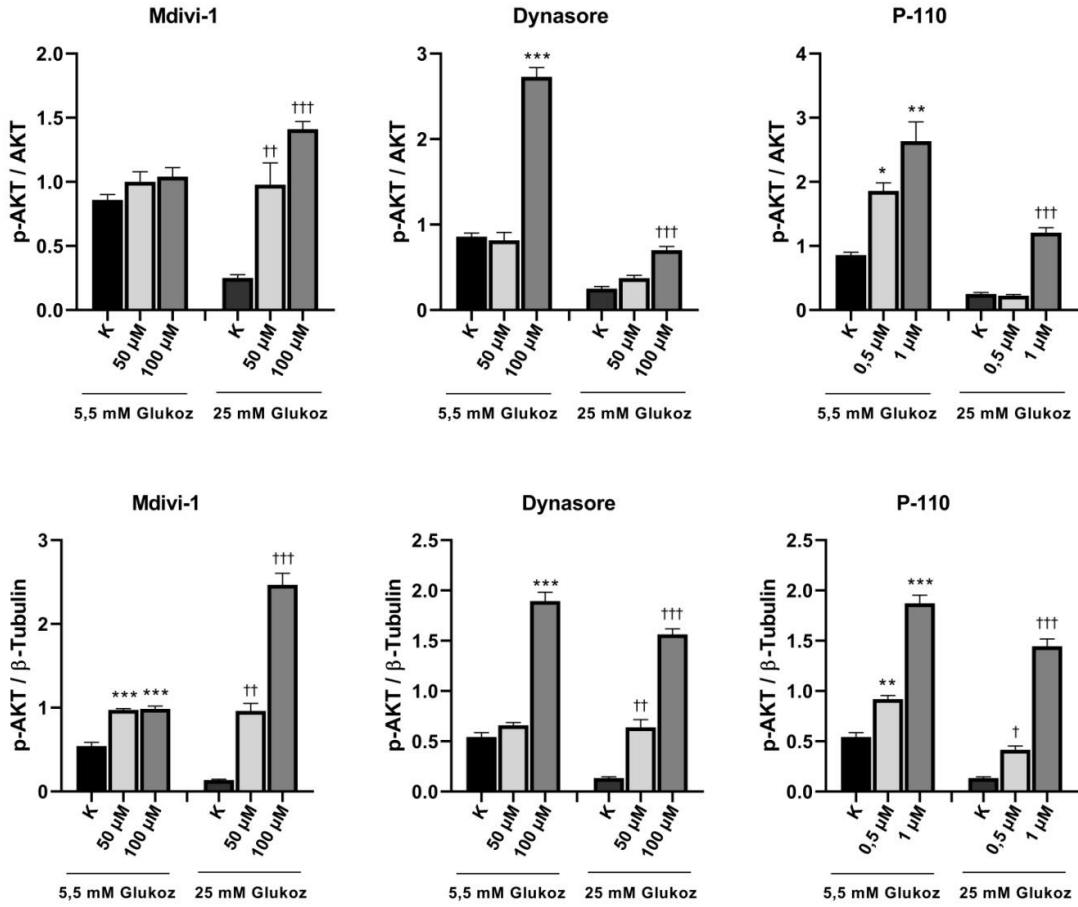 Mdivi-1
p-AKT / AKT
2.0
1.5
1.0
0.5
0.0
††
†††
K
50 µM
100 µM
K
50 µM
100 µM
5,5 mM Glukoz
25 mM Glukoz
Dynasore
p-AKT / AKT
3
2
1
0
***
†††
K
50 µM
100 µM
K
50 µM
100 µM
5,5 mM Glukoz
25 mM Glukoz
P-110
p-AKT / AKT
4
3
2
1
0
*
**
†††
K
0,5 µM
1 µM
K
0,5 µM
1 µM
5,5 mM Glukoz
25 mM Glukoz
Mdivi-1
p-AKT / β-Tubulin
3
2
1
0
***
***
††
†††
K
50 µM
100 µM
K
50 µM
100 µM
5,5 mM Glukoz
25 mM Glukoz
Dynasore
p-AKT / β-Tubulin
2.5
2.0
1.5
1.0
0.5
0.0
***
††
†††
K
50 µM
100 µM
K
50 µM
100 µM
5,5 mM Glukoz
25 mM Glukoz
P-110
p-AKT / β-Tubulin
2.5
2.0
1.5
1.0
0.5
0.0
**
***
†
†††
K
0,5 µM
1 µM
K
0,5 µM
1 µM
5,5 mM Glukoz
25 mM Glukoz